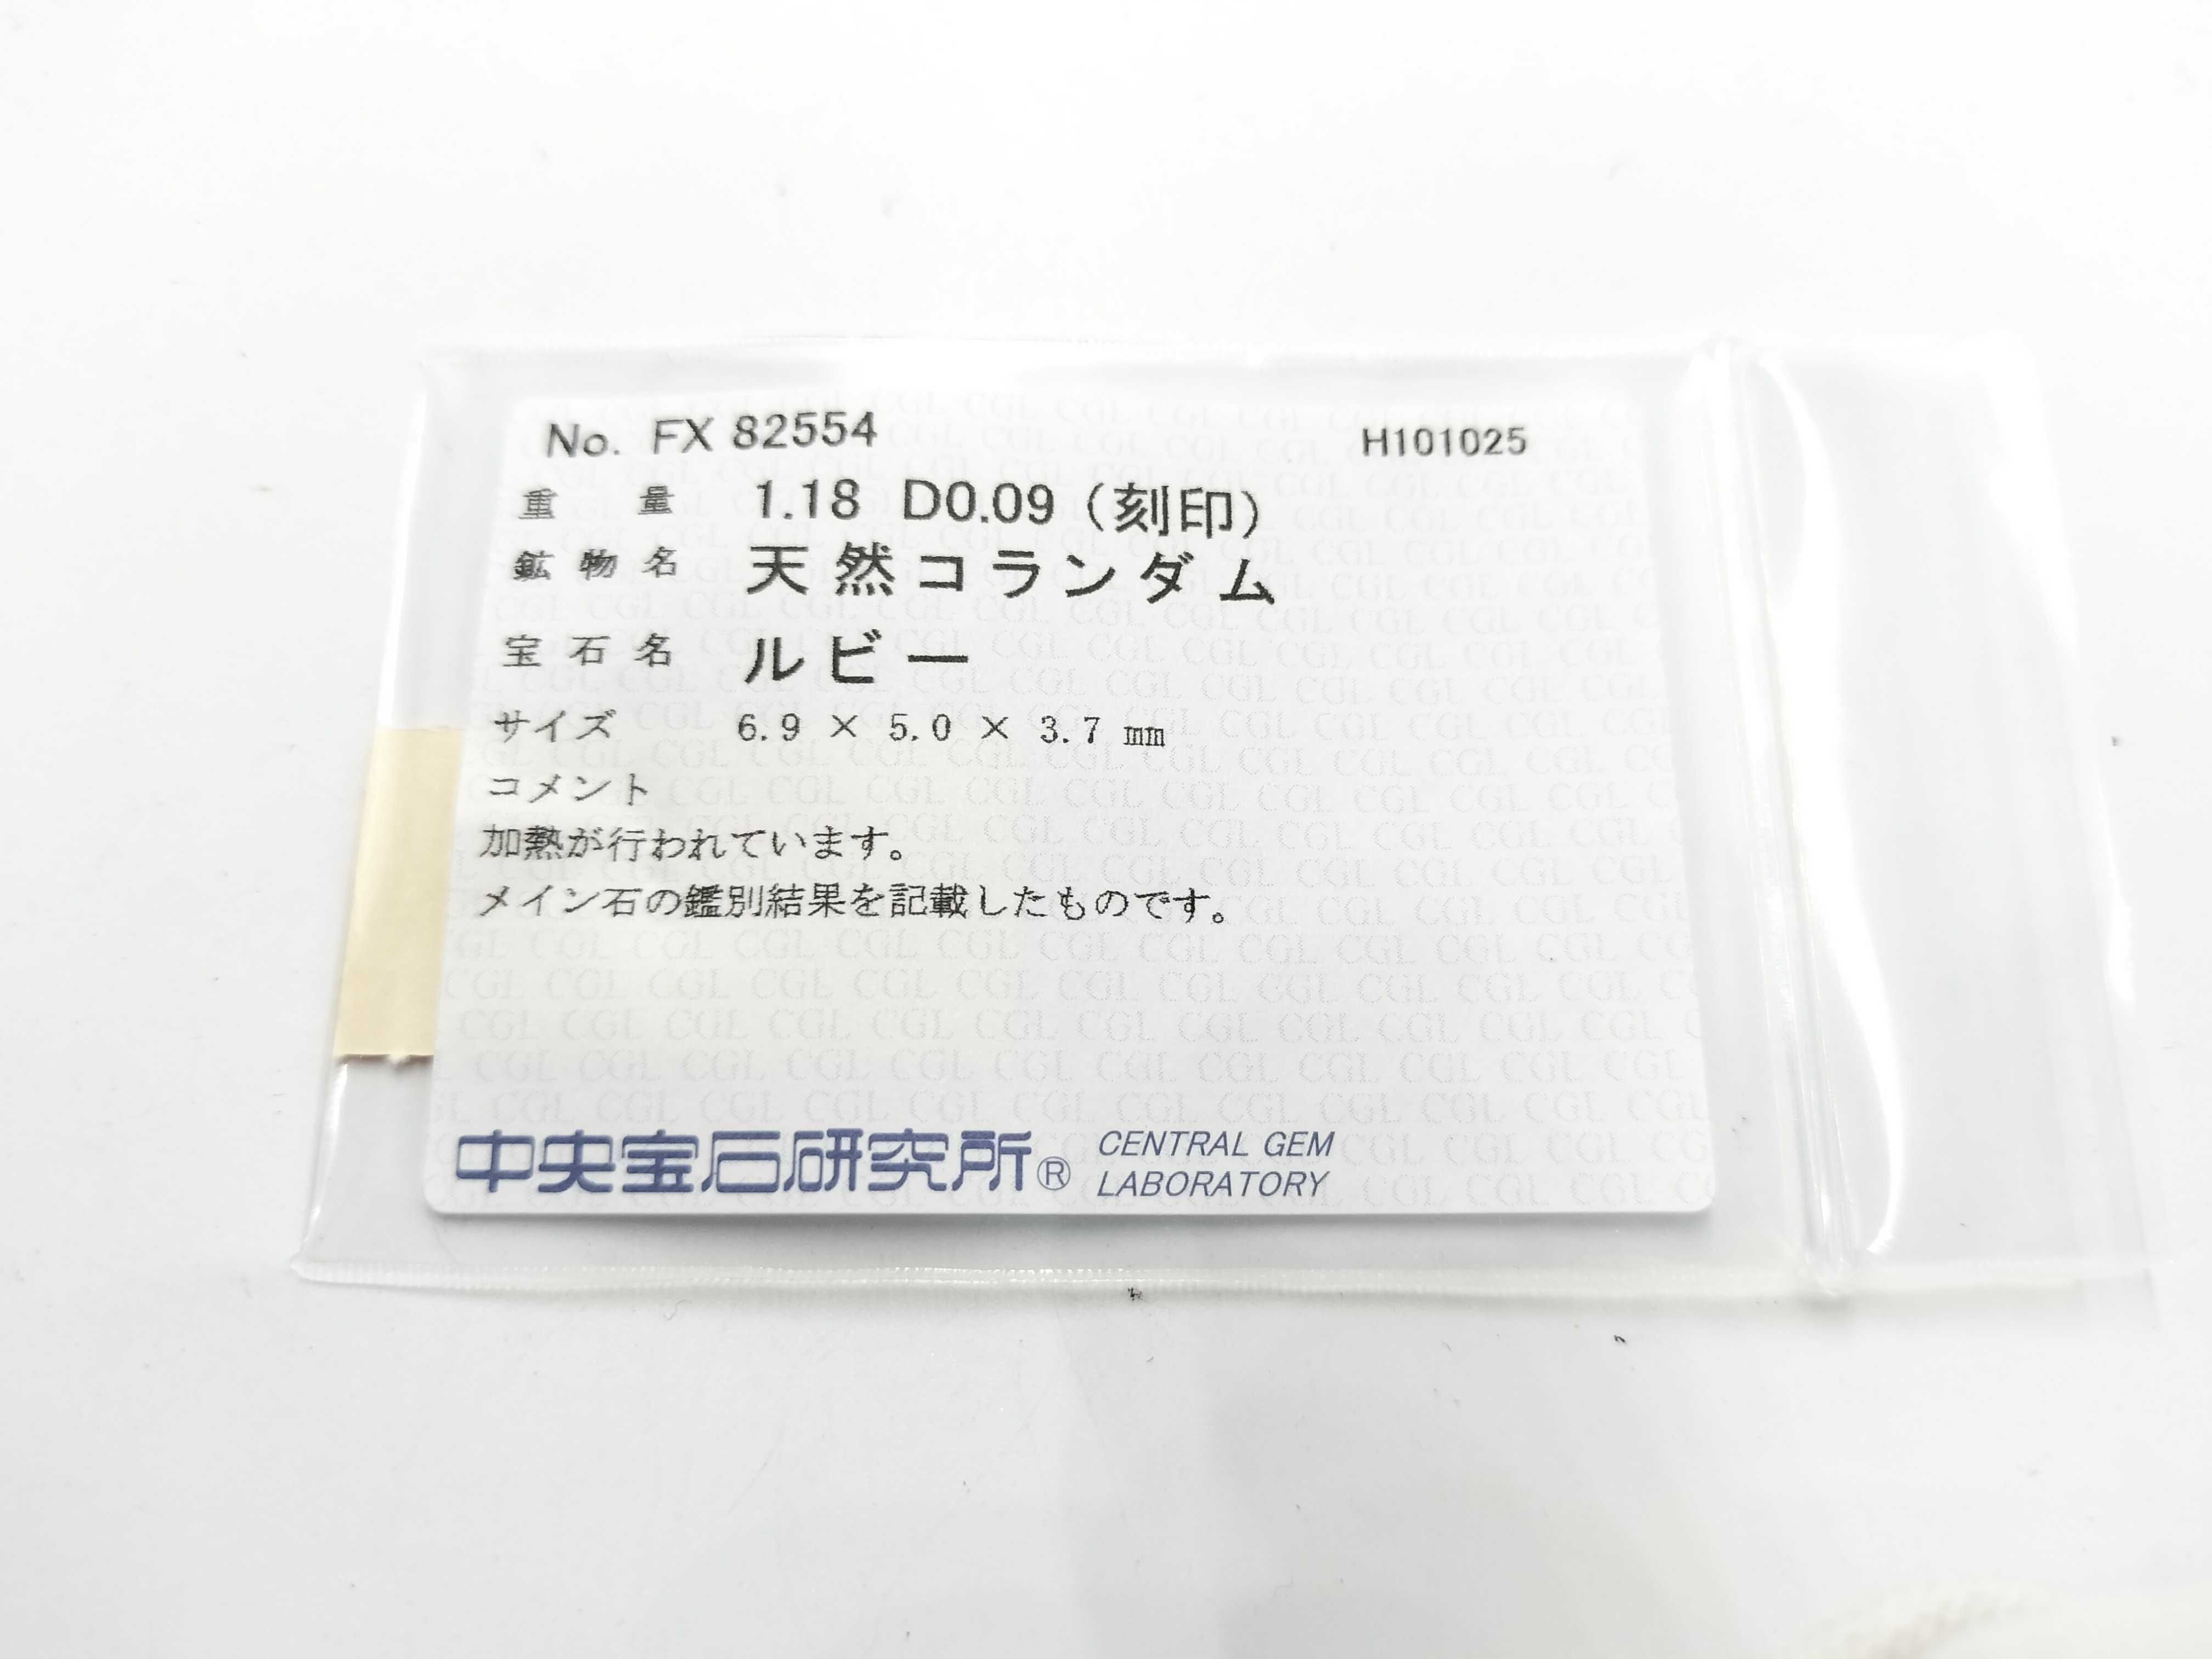 No. FX 82554 H101025
重量 1.18 D0.09（刻印）
鉱物名 天然コランダム
宝石名 ルビー
サイズ 6.9 × 5.0 × 3.7 ㎜
コメント
加熱が行われています。
メイン石の鑑別結果を記載したものです。
中央宝石研究所® CENTRAL GEM
LABORATORY